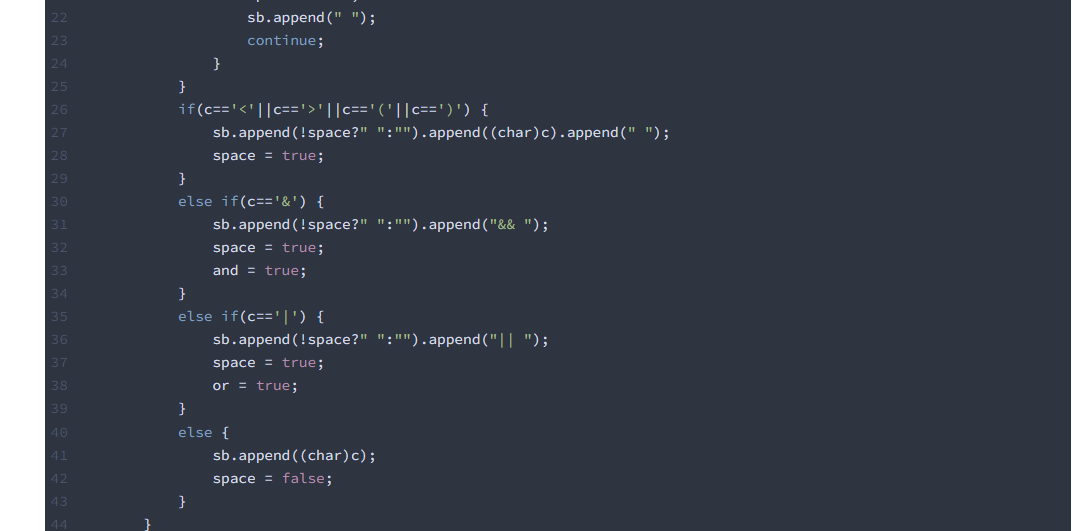 22 sb.append(" ");
23 continue;
24 }
25 }
26 if(c=='<'||c=='>'||c=='('||c==')') {
27 sb.append(!space?" ":"").append((char)c).append(" ");
28 space = true;
29 }
30 else if(c=='&') {
31 sb.append(!space?" ":"").append("&& ");
32 space = true;
33 and = true;
34 }
35 else if(c=='|') {
36 sb.append(!space?" ":"").append("|| ");
37 space = true;
38 or = true;
39 }
40 else {
41 sb.append((char)c);
42 space = false;
43 }
44 }